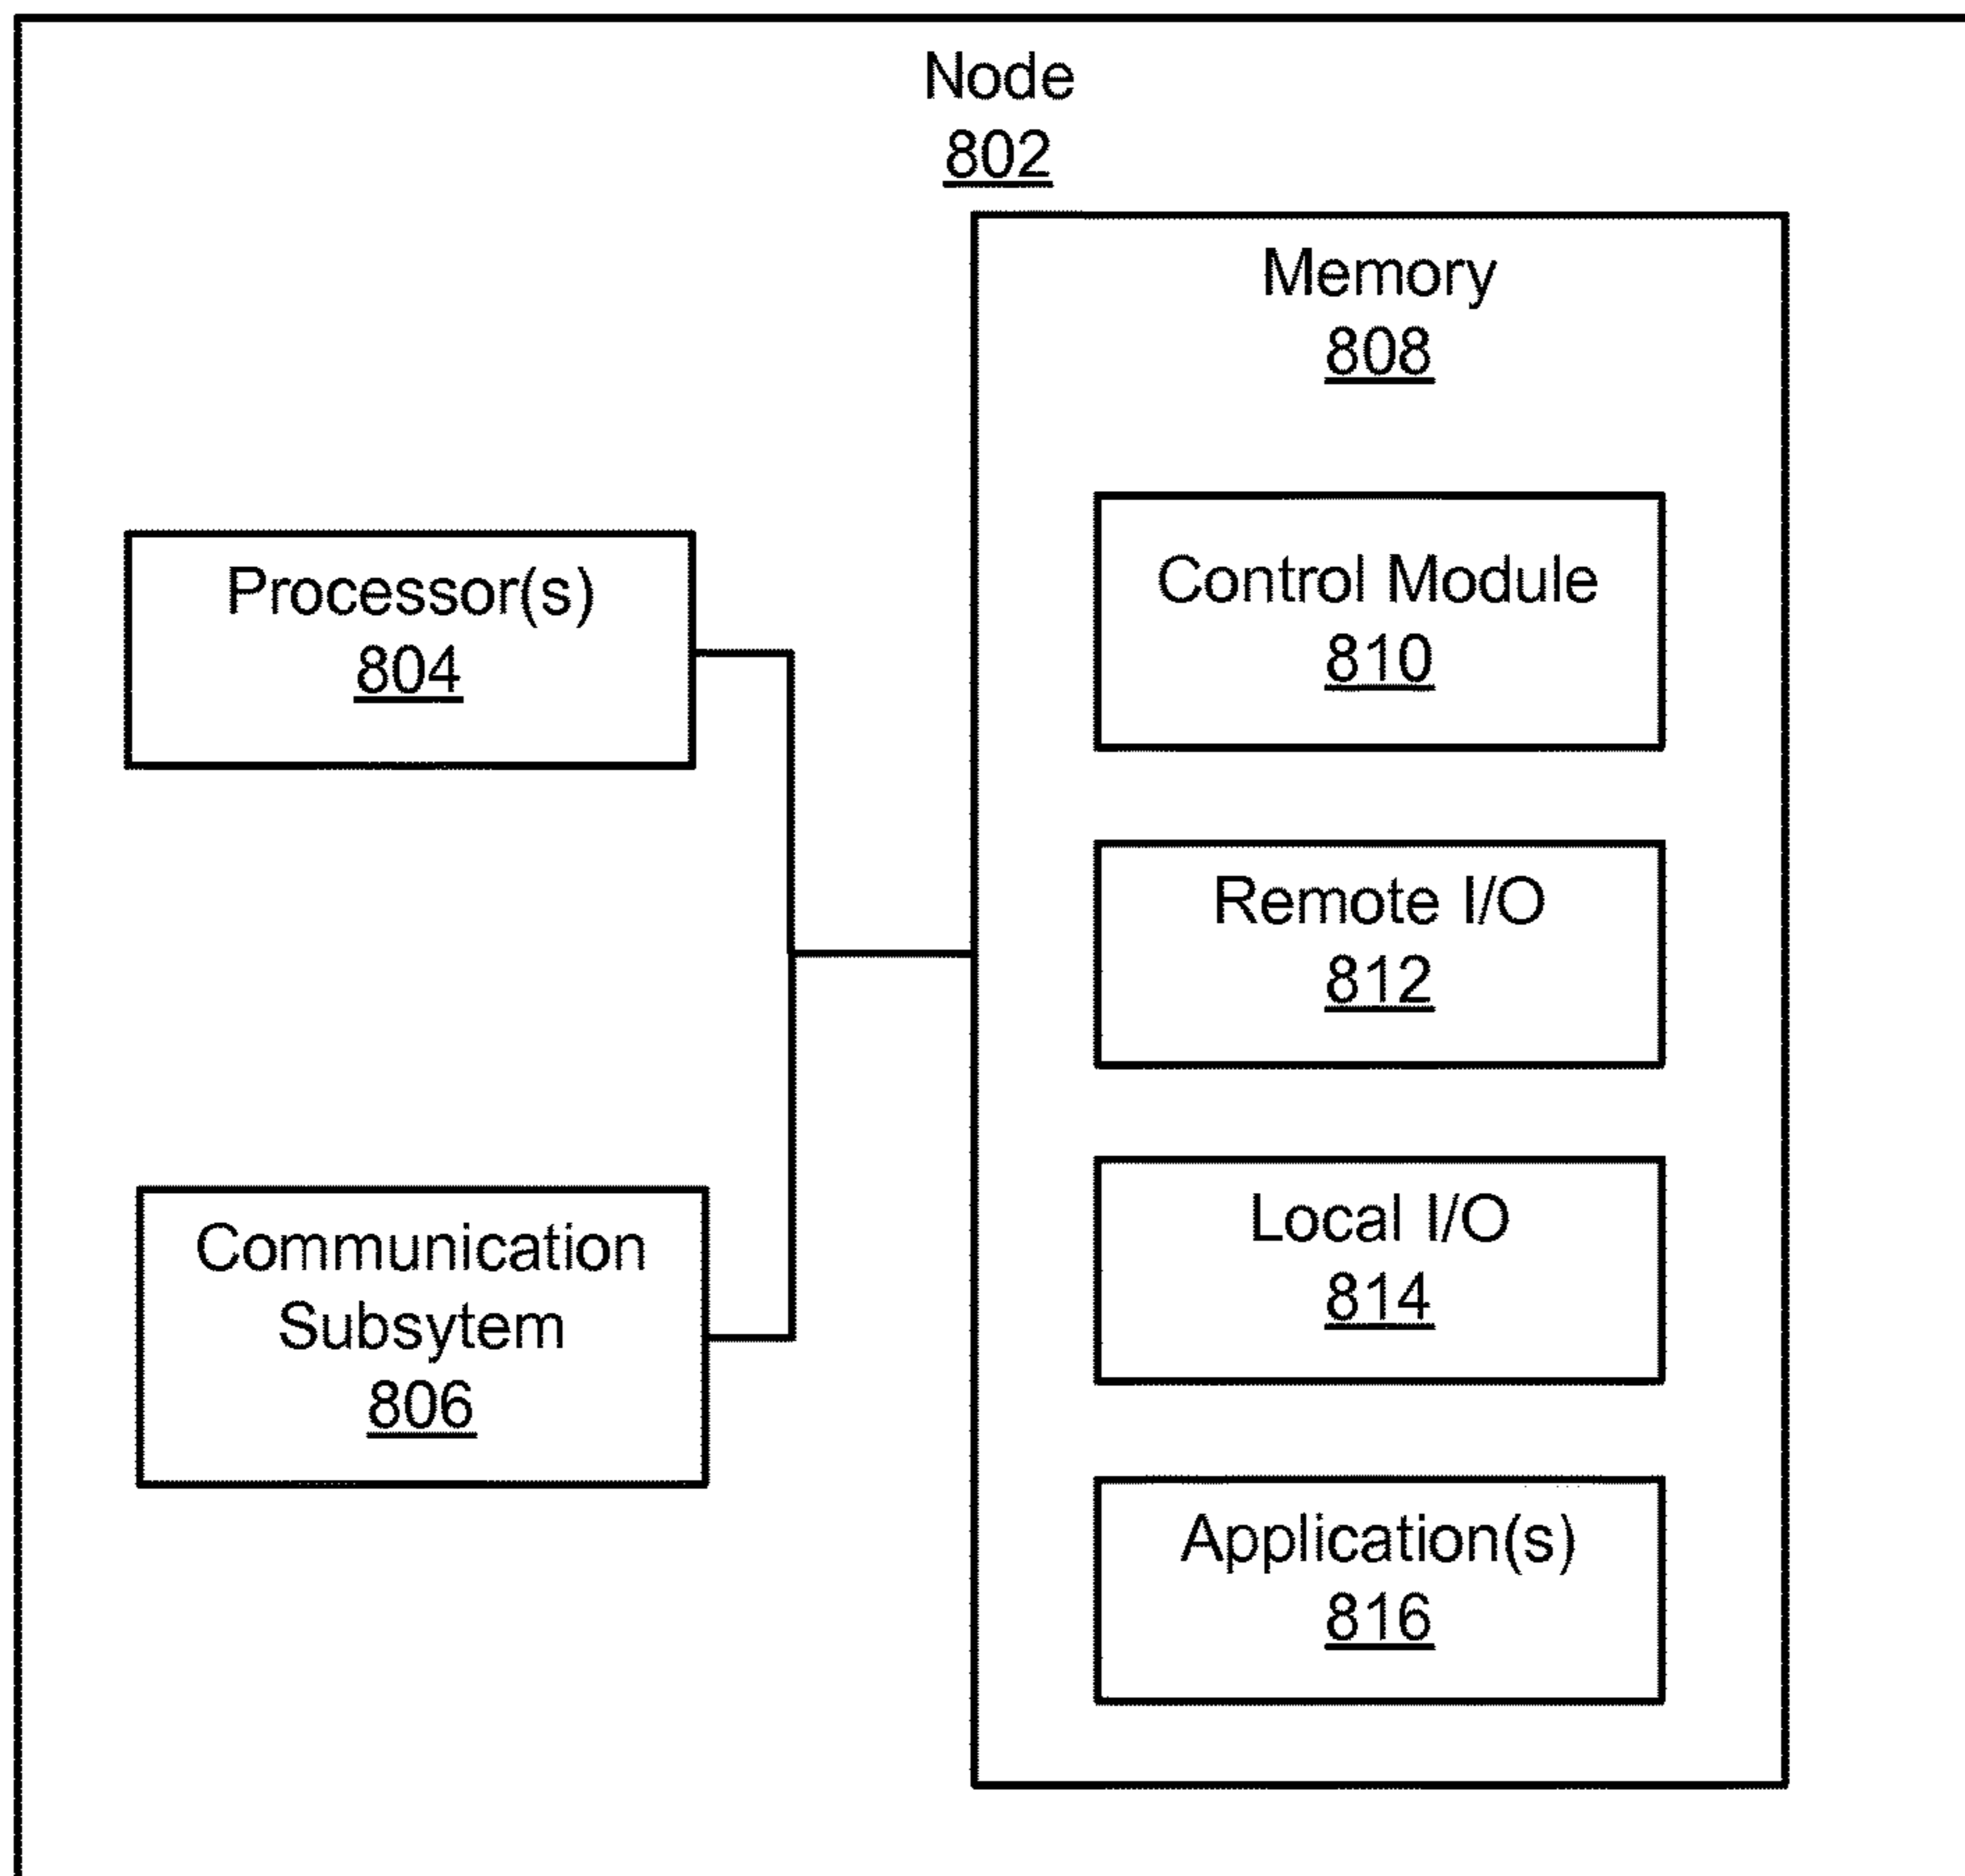 Node
802
Memory
808
Processor(s)
804
Communication
Subsytem
806
Control Module
810
Remote I/O
812
Local I/O
814
Application(s)
816